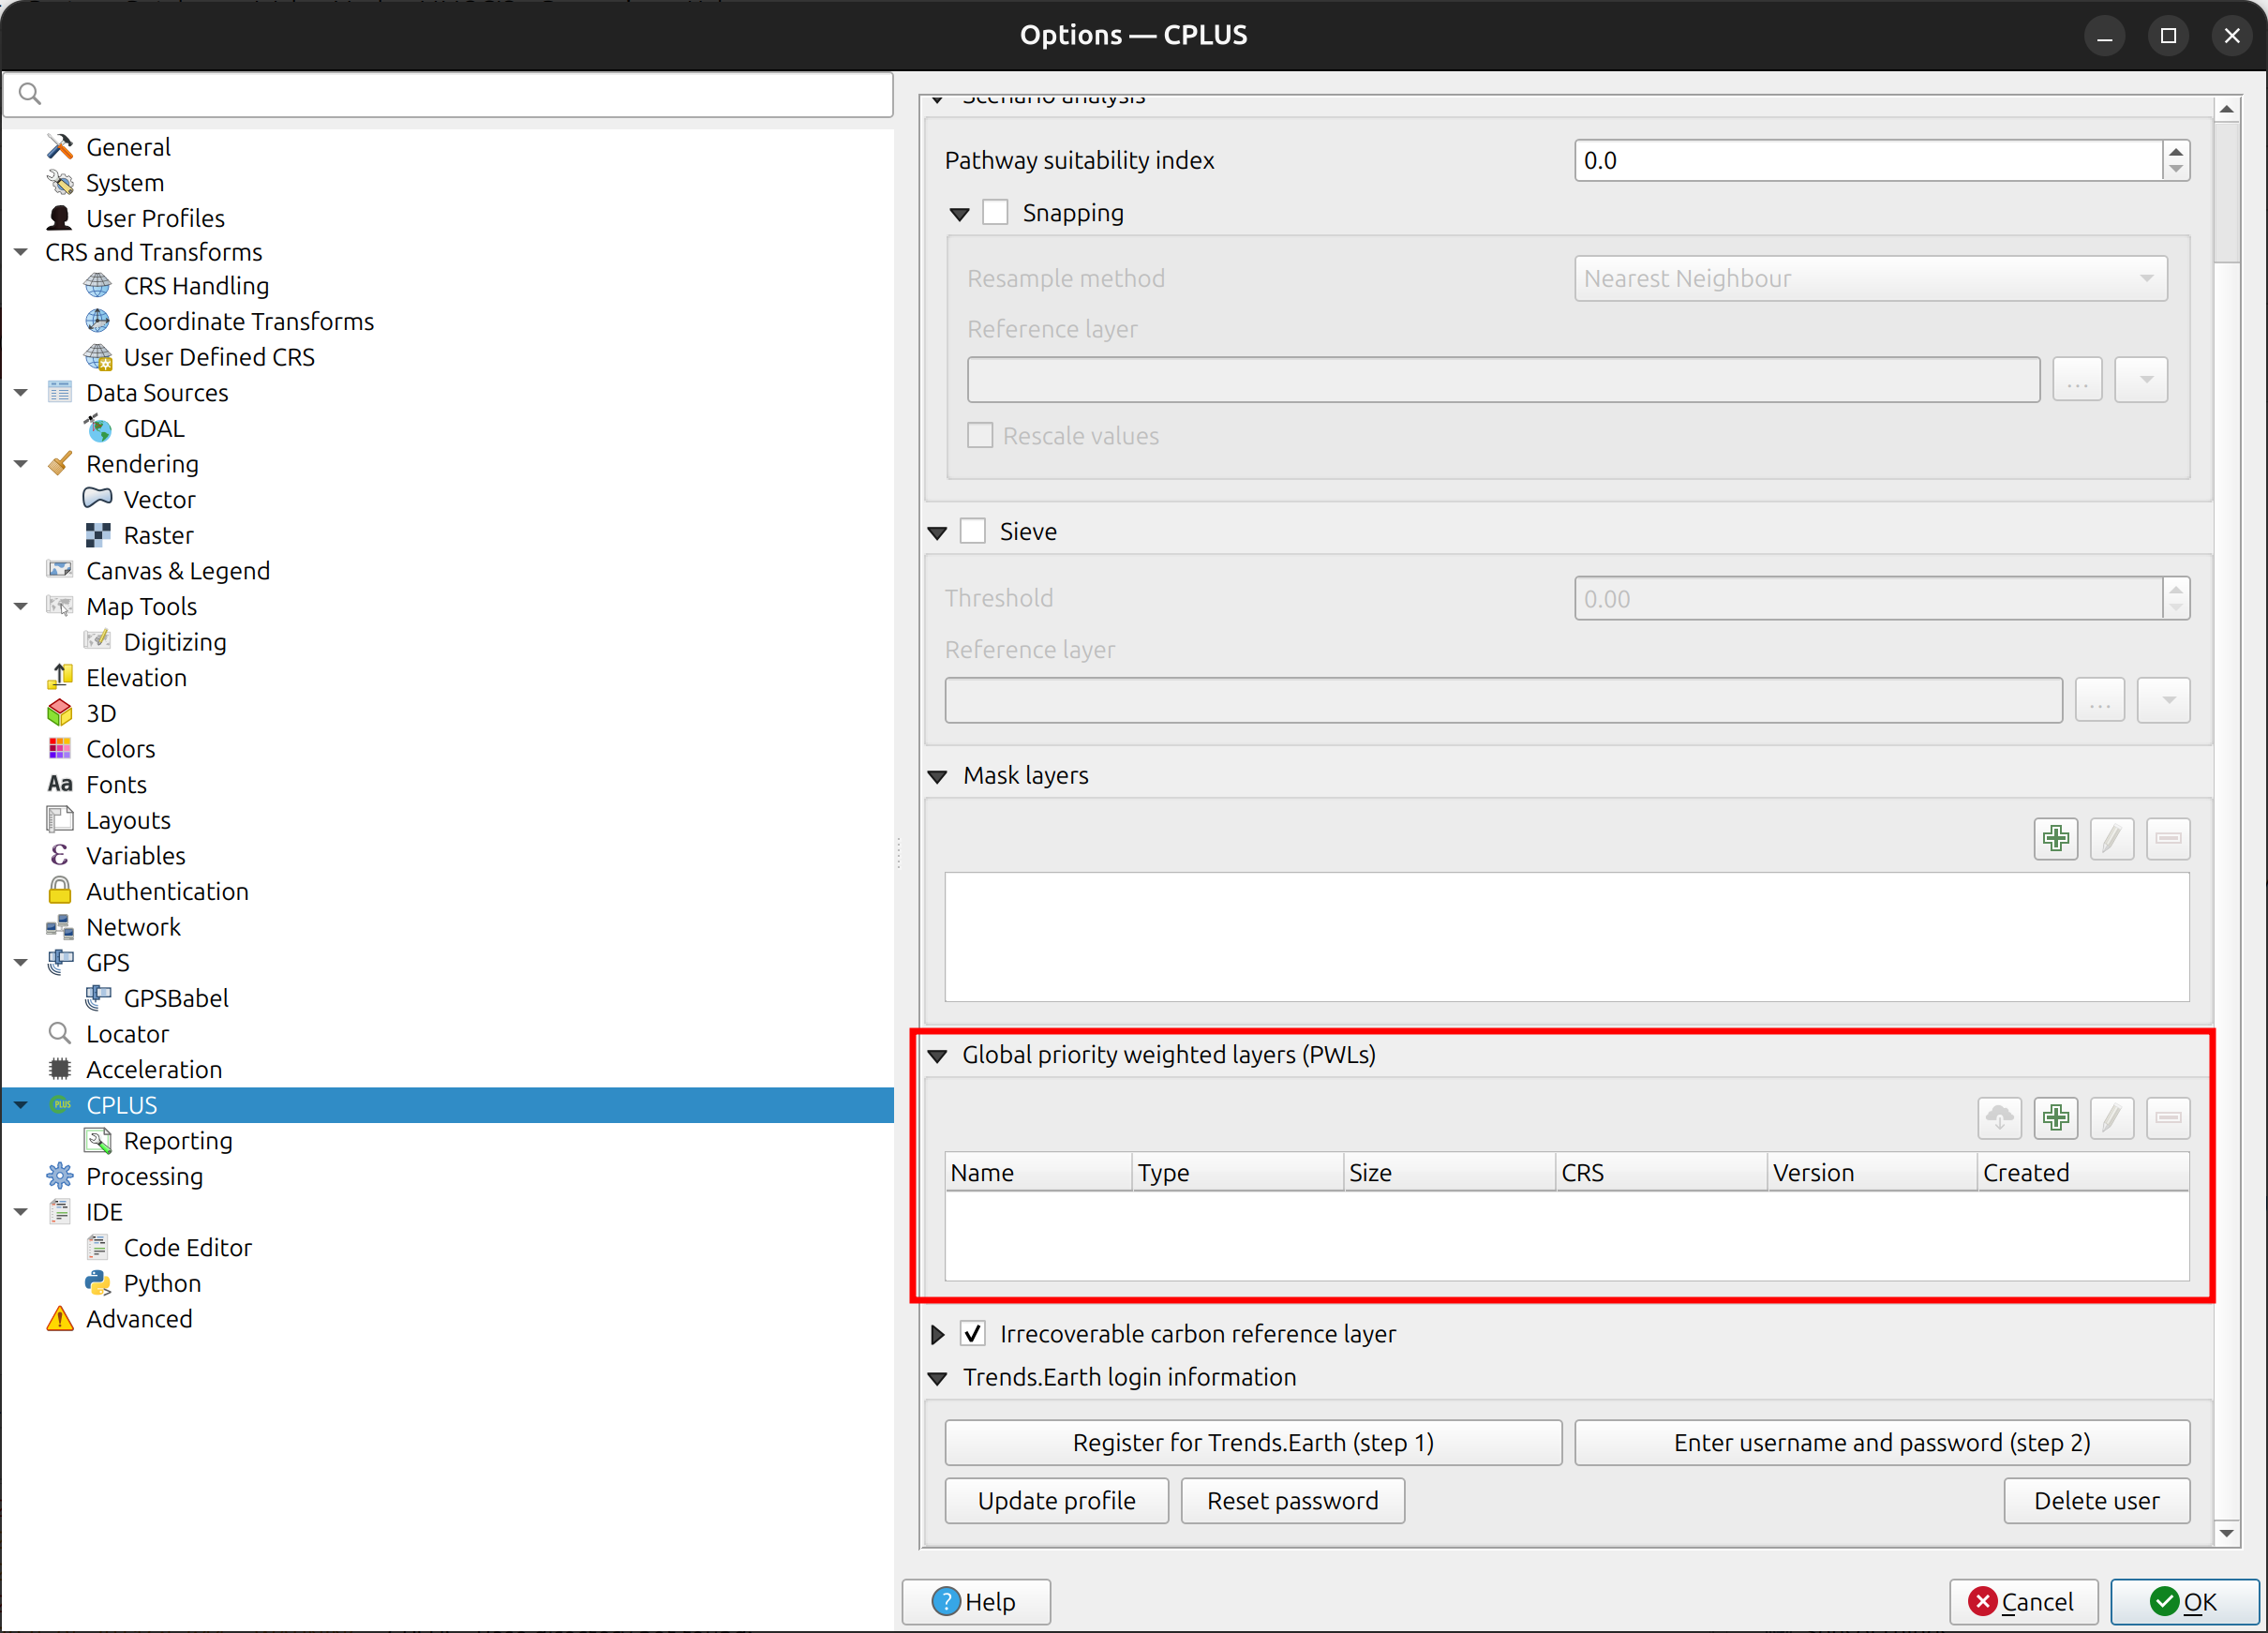 Options — CPLUS
General
System
User Profiles
CRS and Transforms
CRS Handling
Coordinate Transforms
User Defined CRS
Data Sources
GDAL
Rendering
Vector
Raster
Canvas & Legend
Map Tools
Digitizing
Elevation
3D
Colors
Aa Fonts
Layouts
ε Variables
Authentication
Network
GPS
GPSBabel
Locator
Acceleration
PLUS CPLUS
Reporting
Processing
IDE
Code Editor
Python
Advanced
Scenario analysis
Pathway suitability index 0.0
Snapping
Resample method Nearest Neighbour
Reference layer
...
Rescale values
Sieve
Threshold 0.00
Reference layer
...
Mask layers
Global priority weighted layers (PWLs)
Name Type Size CRS Version Created
Irrecoverable carbon reference layer
Trends.Earth login information
Register for Trends.Earth (step 1) Enter username and password (step 2)
Update profile Reset password Delete user
? Help Cancel OK